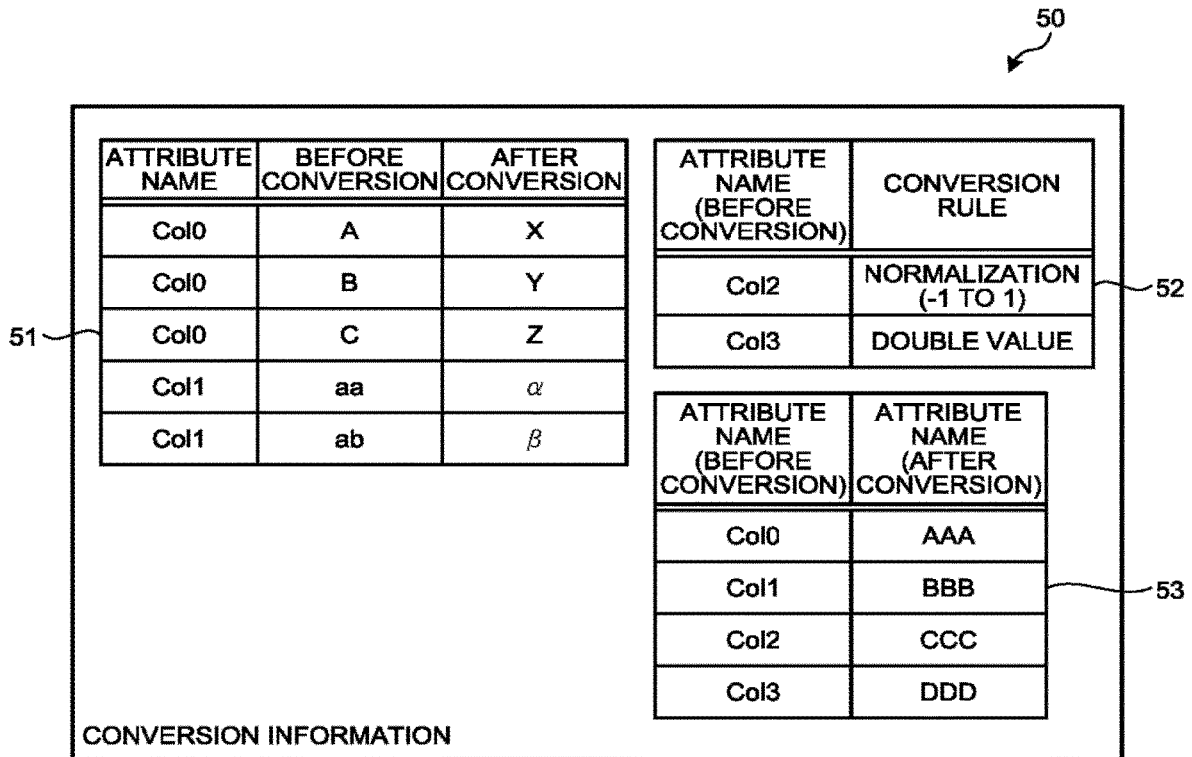 50
ATTRIBUTE NAME BEFORE CONVERSION AFTER CONVERSION
Col0 A X
Col0 B Y
Col0 C Z
Col1 aa α
Col1 ab β
51
ATTRIBUTE NAME (BEFORE CONVERSION) CONVERSION RULE
Col2 NORMALIZATION (-1 TO 1)
Col3 DOUBLE VALUE
52
ATTRIBUTE NAME (BEFORE CONVERSION) ATTRIBUTE NAME (AFTER CONVERSION)
Col0 AAA
Col1 BBB
Col2 CCC
Col3 DDD
53
CONVERSION INFORMATION